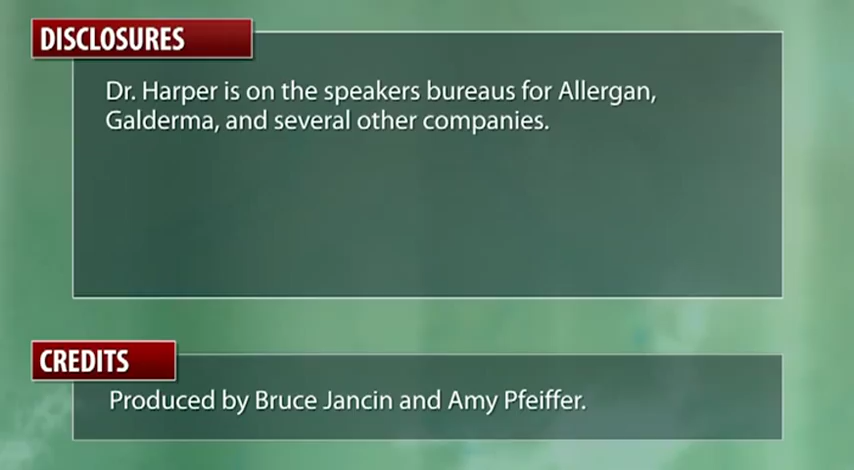 DISCLOSURES
Dr. Harper is on the speakers bureaus for Allergan,
Galderma, and several other companies.
CREDITS
Produced by Bruce Jancin and Amy Pfeiffer.